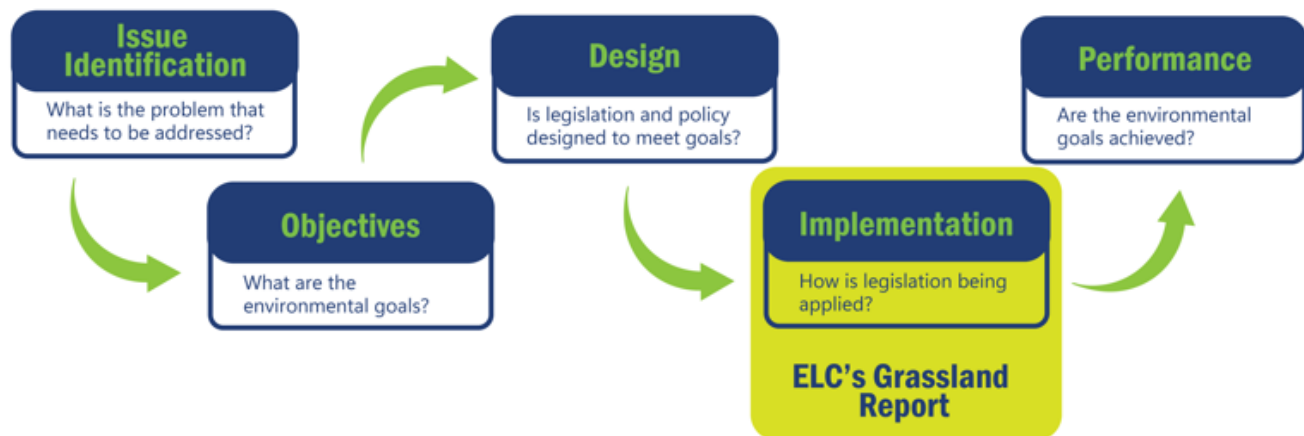 Issue
Identification
What is the problem that
needs to be addressed?
Objectives
What are the
environmental goals?
Design
Is legislation and policy
designed to meet goals?
Implementation
How is legislation being
applied?
ELC's Grassland
Report
Performance
Are the environmental
goals achieved?